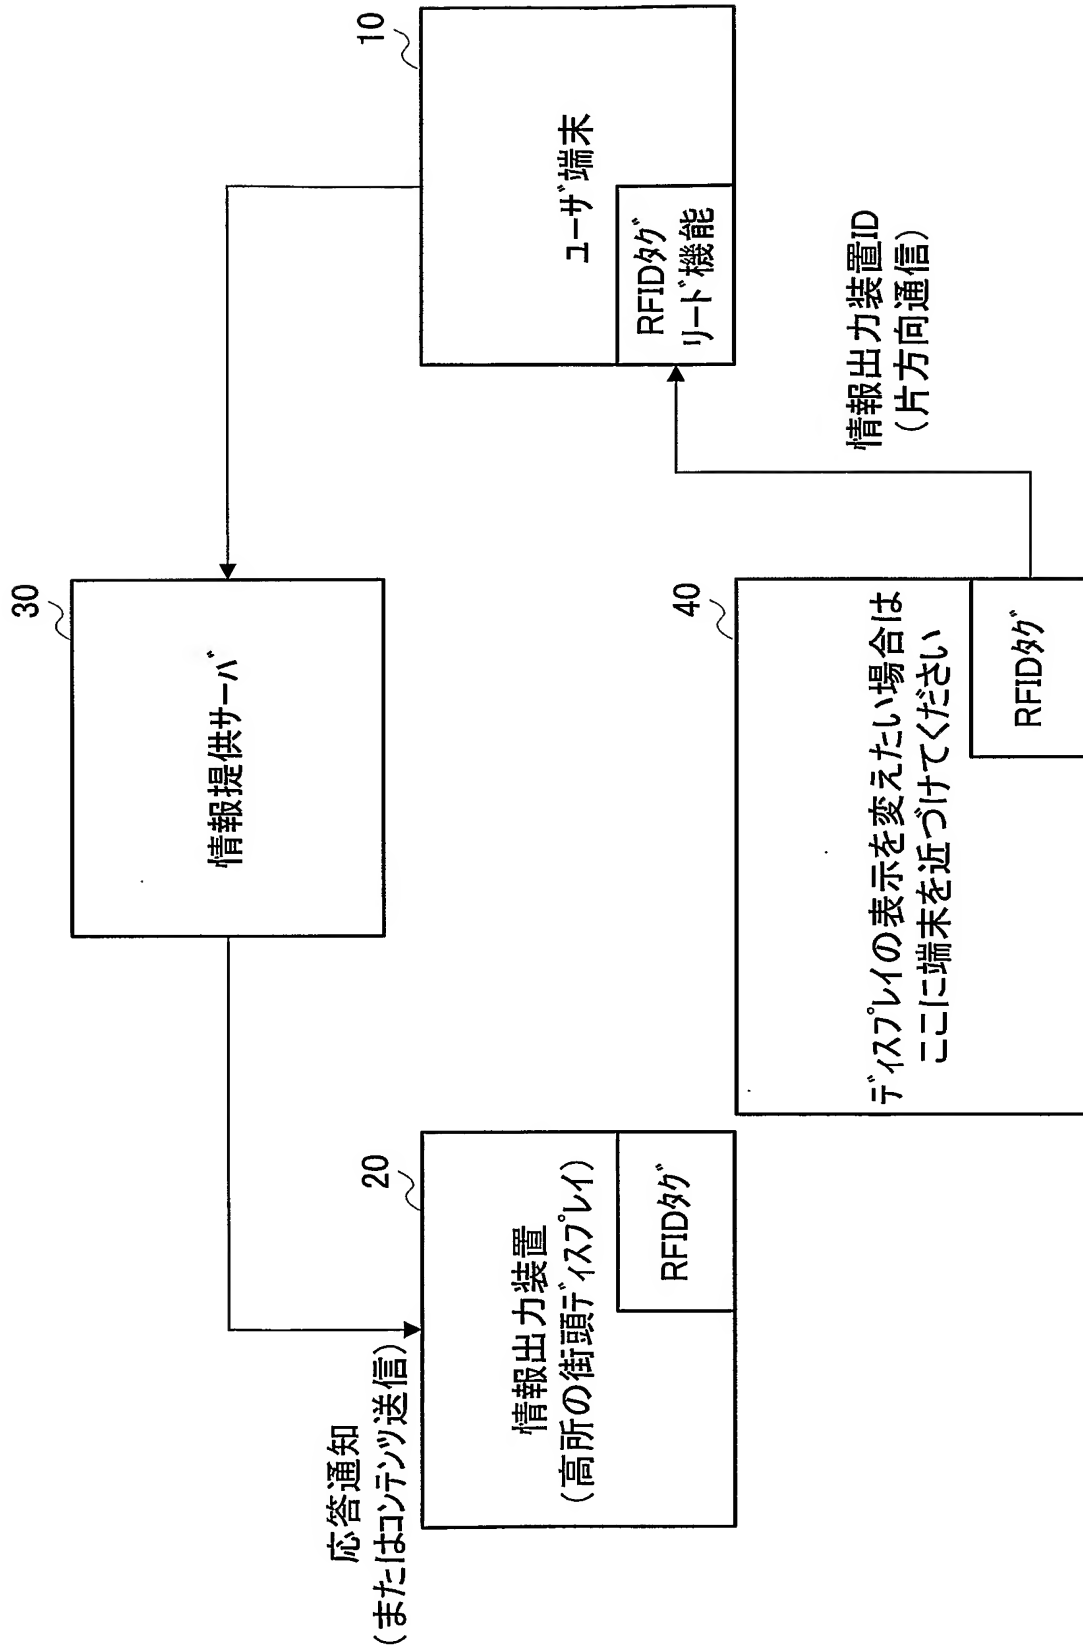 30
情報提供サーバ
応答通知
(またはコンテンツ送信)
20
情報出力装置
(高所の街頭ディスプレイ)
RFIDタグ
10
ユーザ端末
RFIDタグ
リード機能
40
ディスプレイの表示を変えたい場合は
ここに端末を近づけてください
RFIDタグ
情報出力装置ID
(片方向通信)